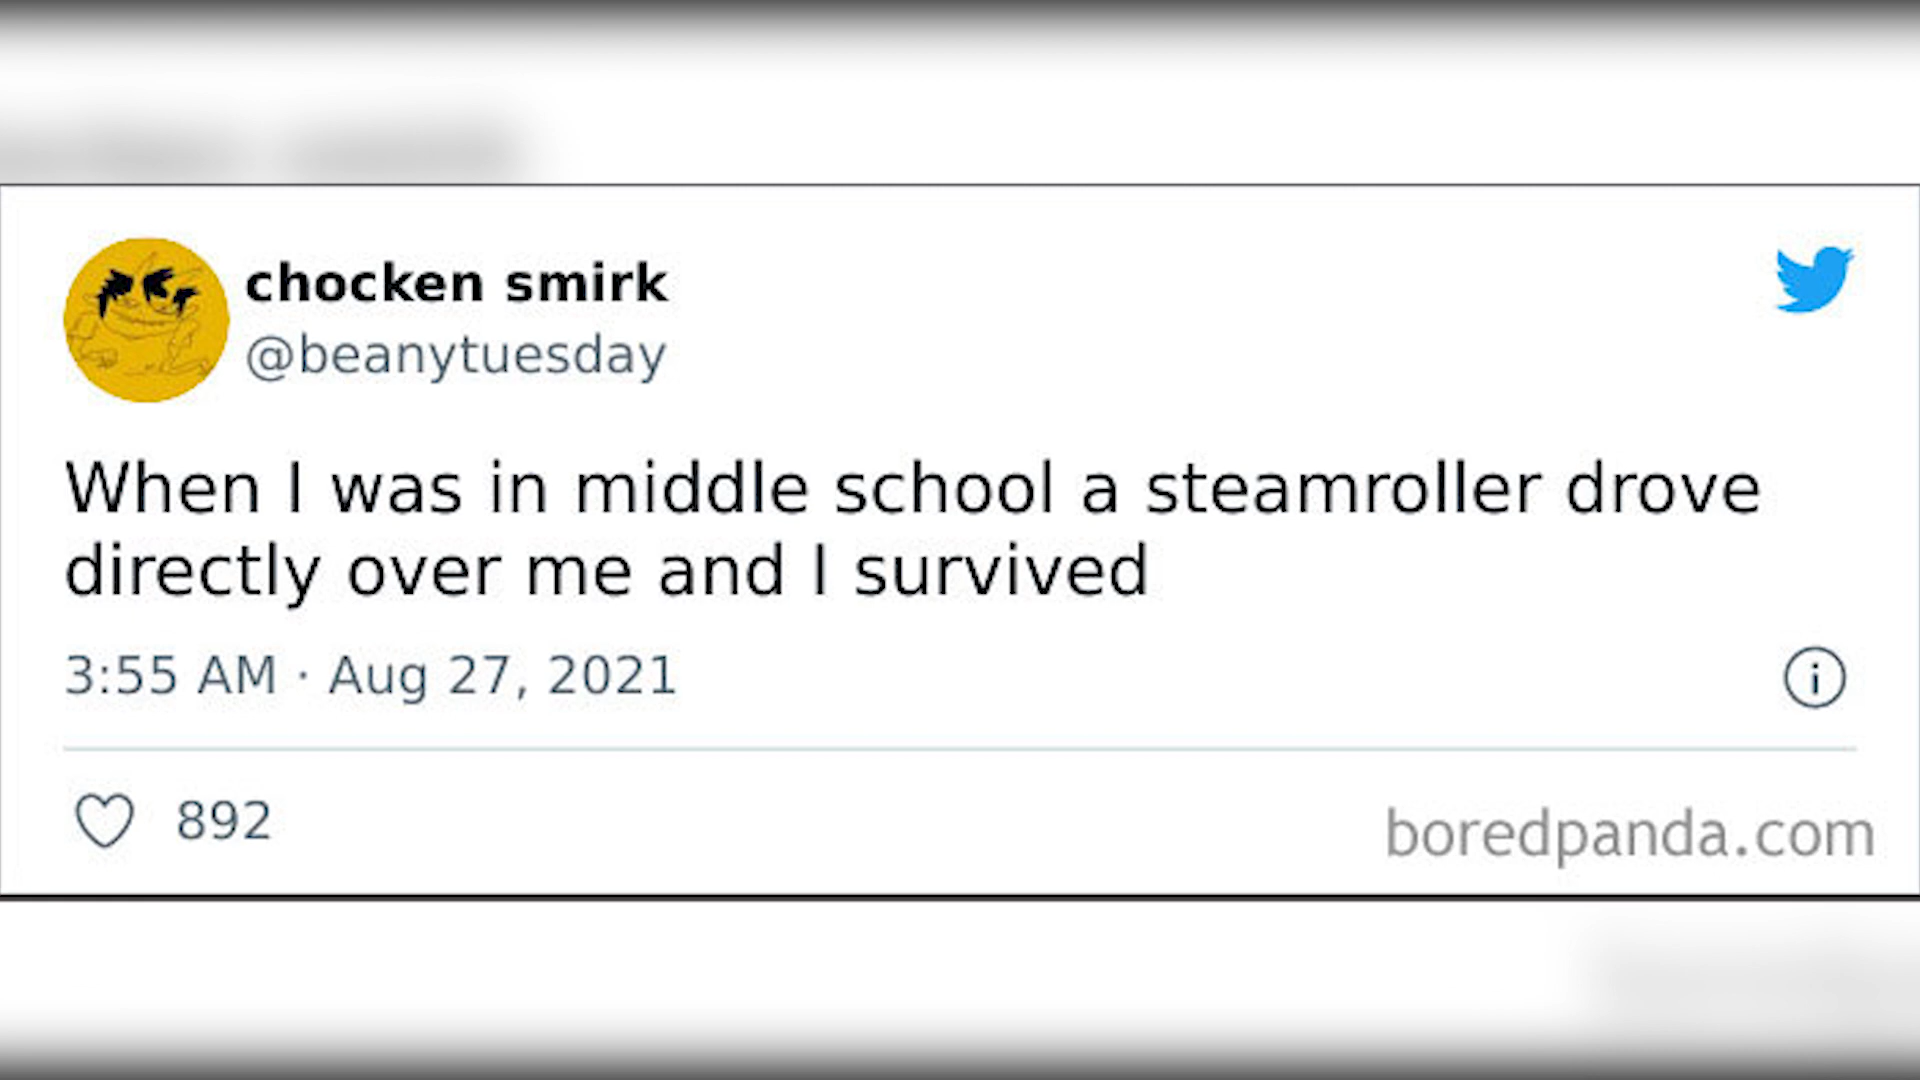 chocken smirk
@beanytuesday
When I was in middle school a steamroller drove
directly over me and I survived
3:55 AM · Aug 27, 2021
892
boredpanda.com